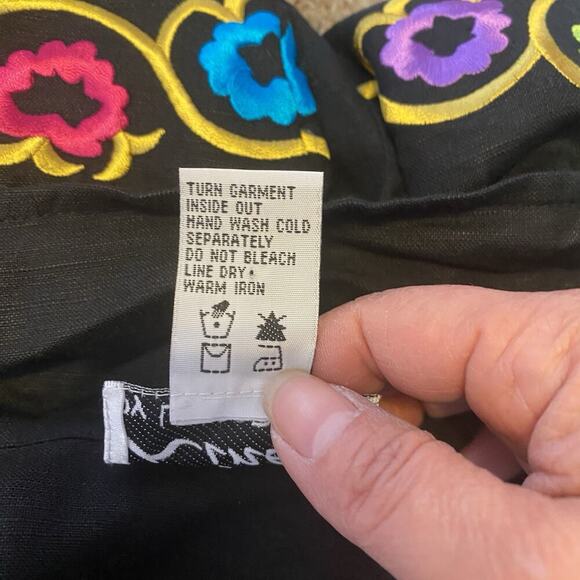 TURN GARMENT
INSIDE OUT
HAND WASH COLD
SEPARATELY
DO NOT BLEACH
LINE DRY
WARM IRON